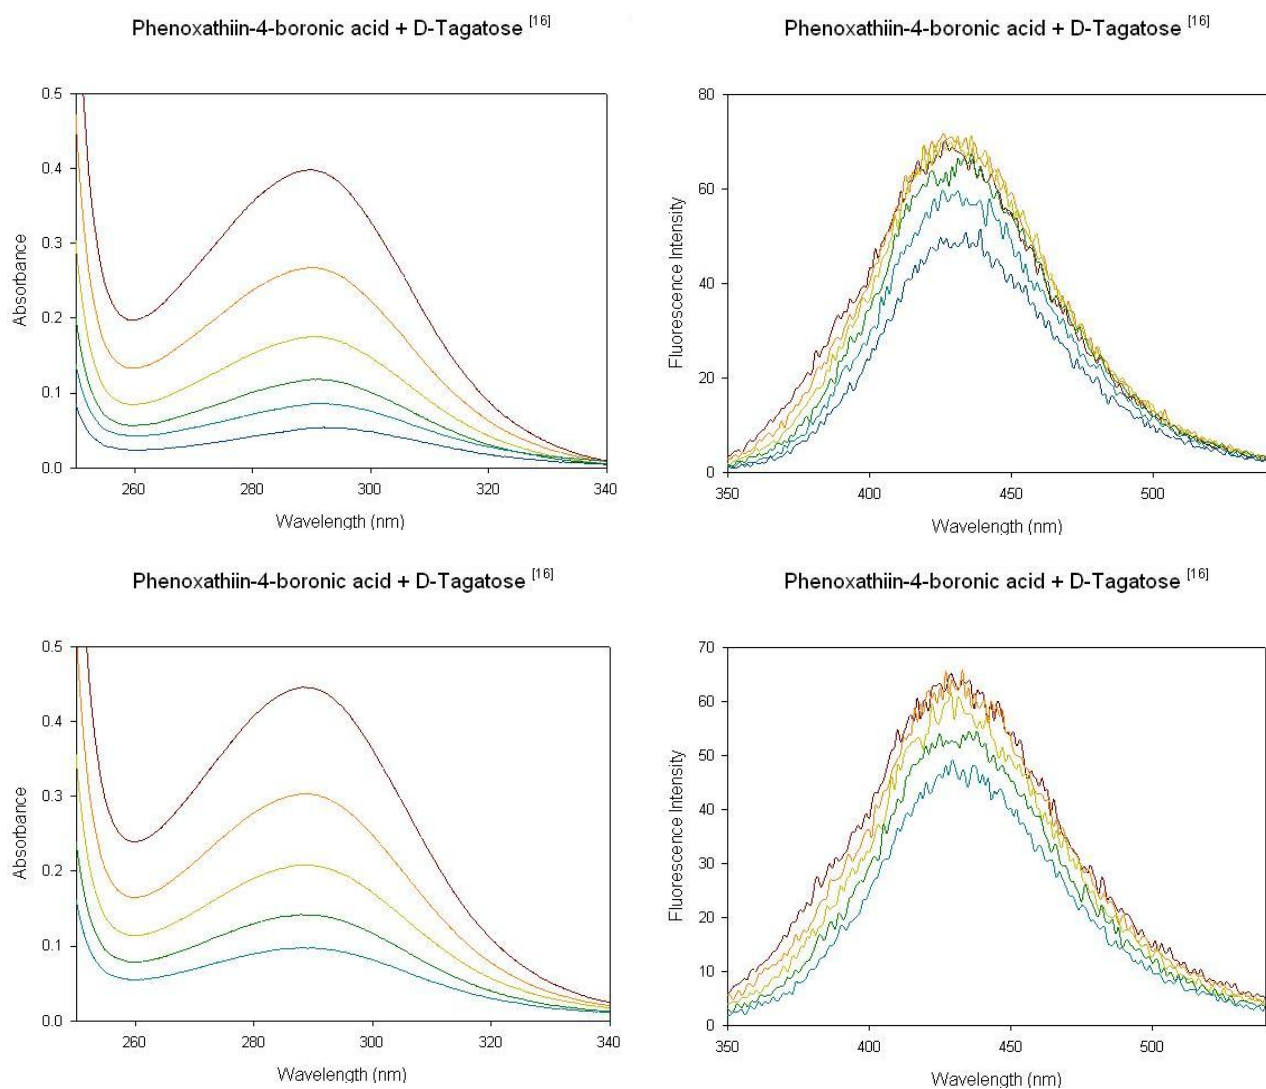 Phenoxathiin-4-boronic acid + D-Tagatose [16]
0.5
0.4
0.3
0.2
0.1
0.0
Absorbance
260 280 300 320 340
Wavelength (nm)
Phenoxathiin-4-boronic acid + D-Tagatose [16]
80
60
40
20
0
Fluorescence Intensity
350 400 450 500
Wavelength (nm)
Phenoxathiin-4-boronic acid + D-Tagatose [16]
0.5
0.4
0.3
0.2
0.1
0.0
Absorbance
260 280 300 320 340
Wavelength (nm)
Phenoxathiin-4-boronic acid + D-Tagatose [16]
70
60
50
40
30
20
10
0
Fluorescence Intensity
350 400 450 500
Wavelength (nm)